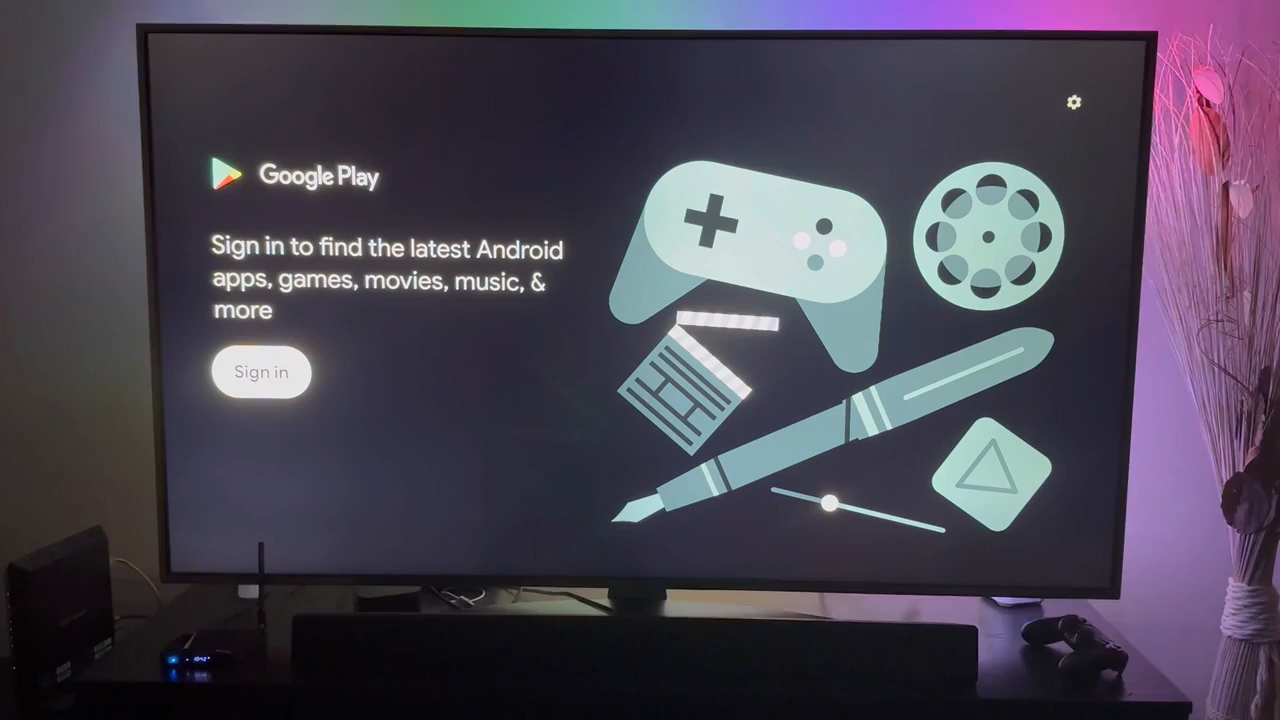 Google Play
Sign in to find the latest Android
apps, games, movies, music, &
more
Sign in